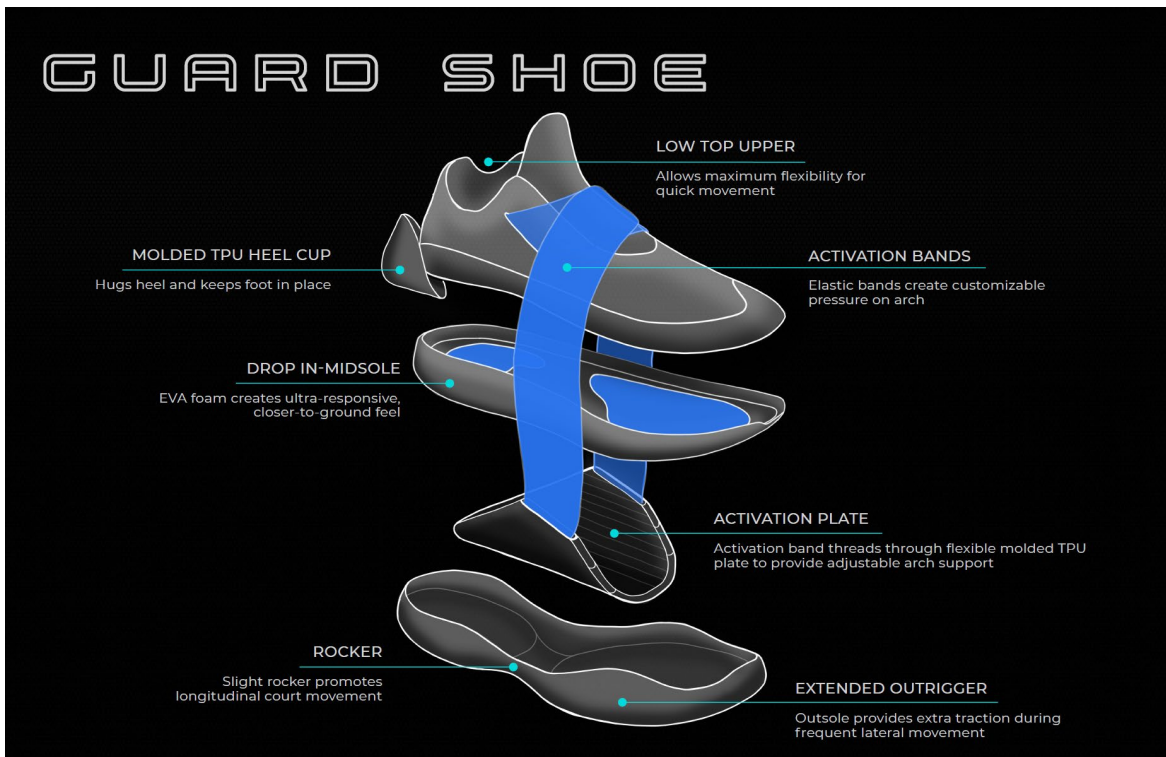 GUARD SHOE
LOW TOP UPPER
Allows maximum flexibility for
quick movement
MOLDED TPU HEEL CUP
Hugs heel and keeps foot in place
ACTIVATION BANDS
Elastic bands create customizable
pressure on arch
DROP IN-MIDSOLE
EVA foam creates ultra-responsive,
closer-to-ground feel
ACTIVATION PLATE
Activation band threads through flexible molded TPU
plate to provide adjustable arch support
ROCKER
Slight rocker promotes
longitudinal court movement
EXTENDED OUTRIGGER
Outsole provides extra traction during
frequent lateral movement